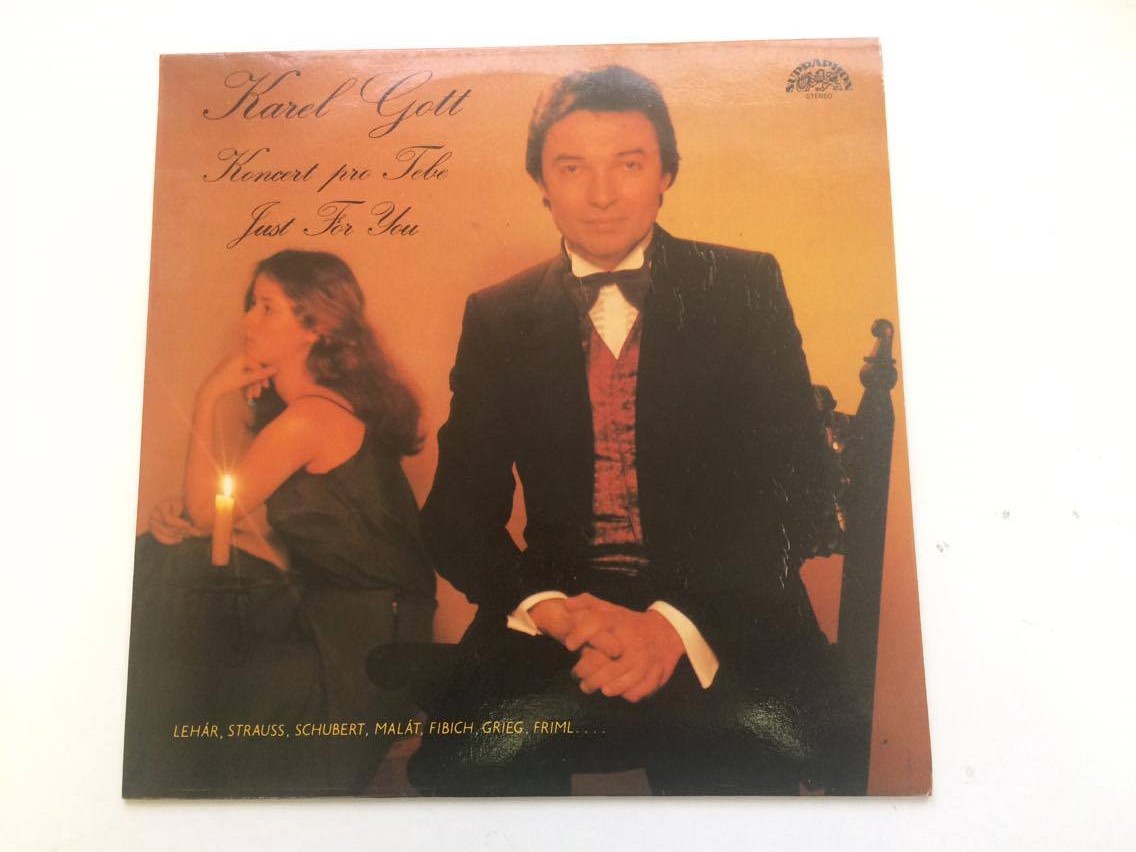 Karel Gott
Koncert pro Tebe
Just For You
SUPRAPHON
STEREO
LEHÁR, STRAUSS, SCHUBERT, MALÁT, FIBICH, GRIEG, FRIML....